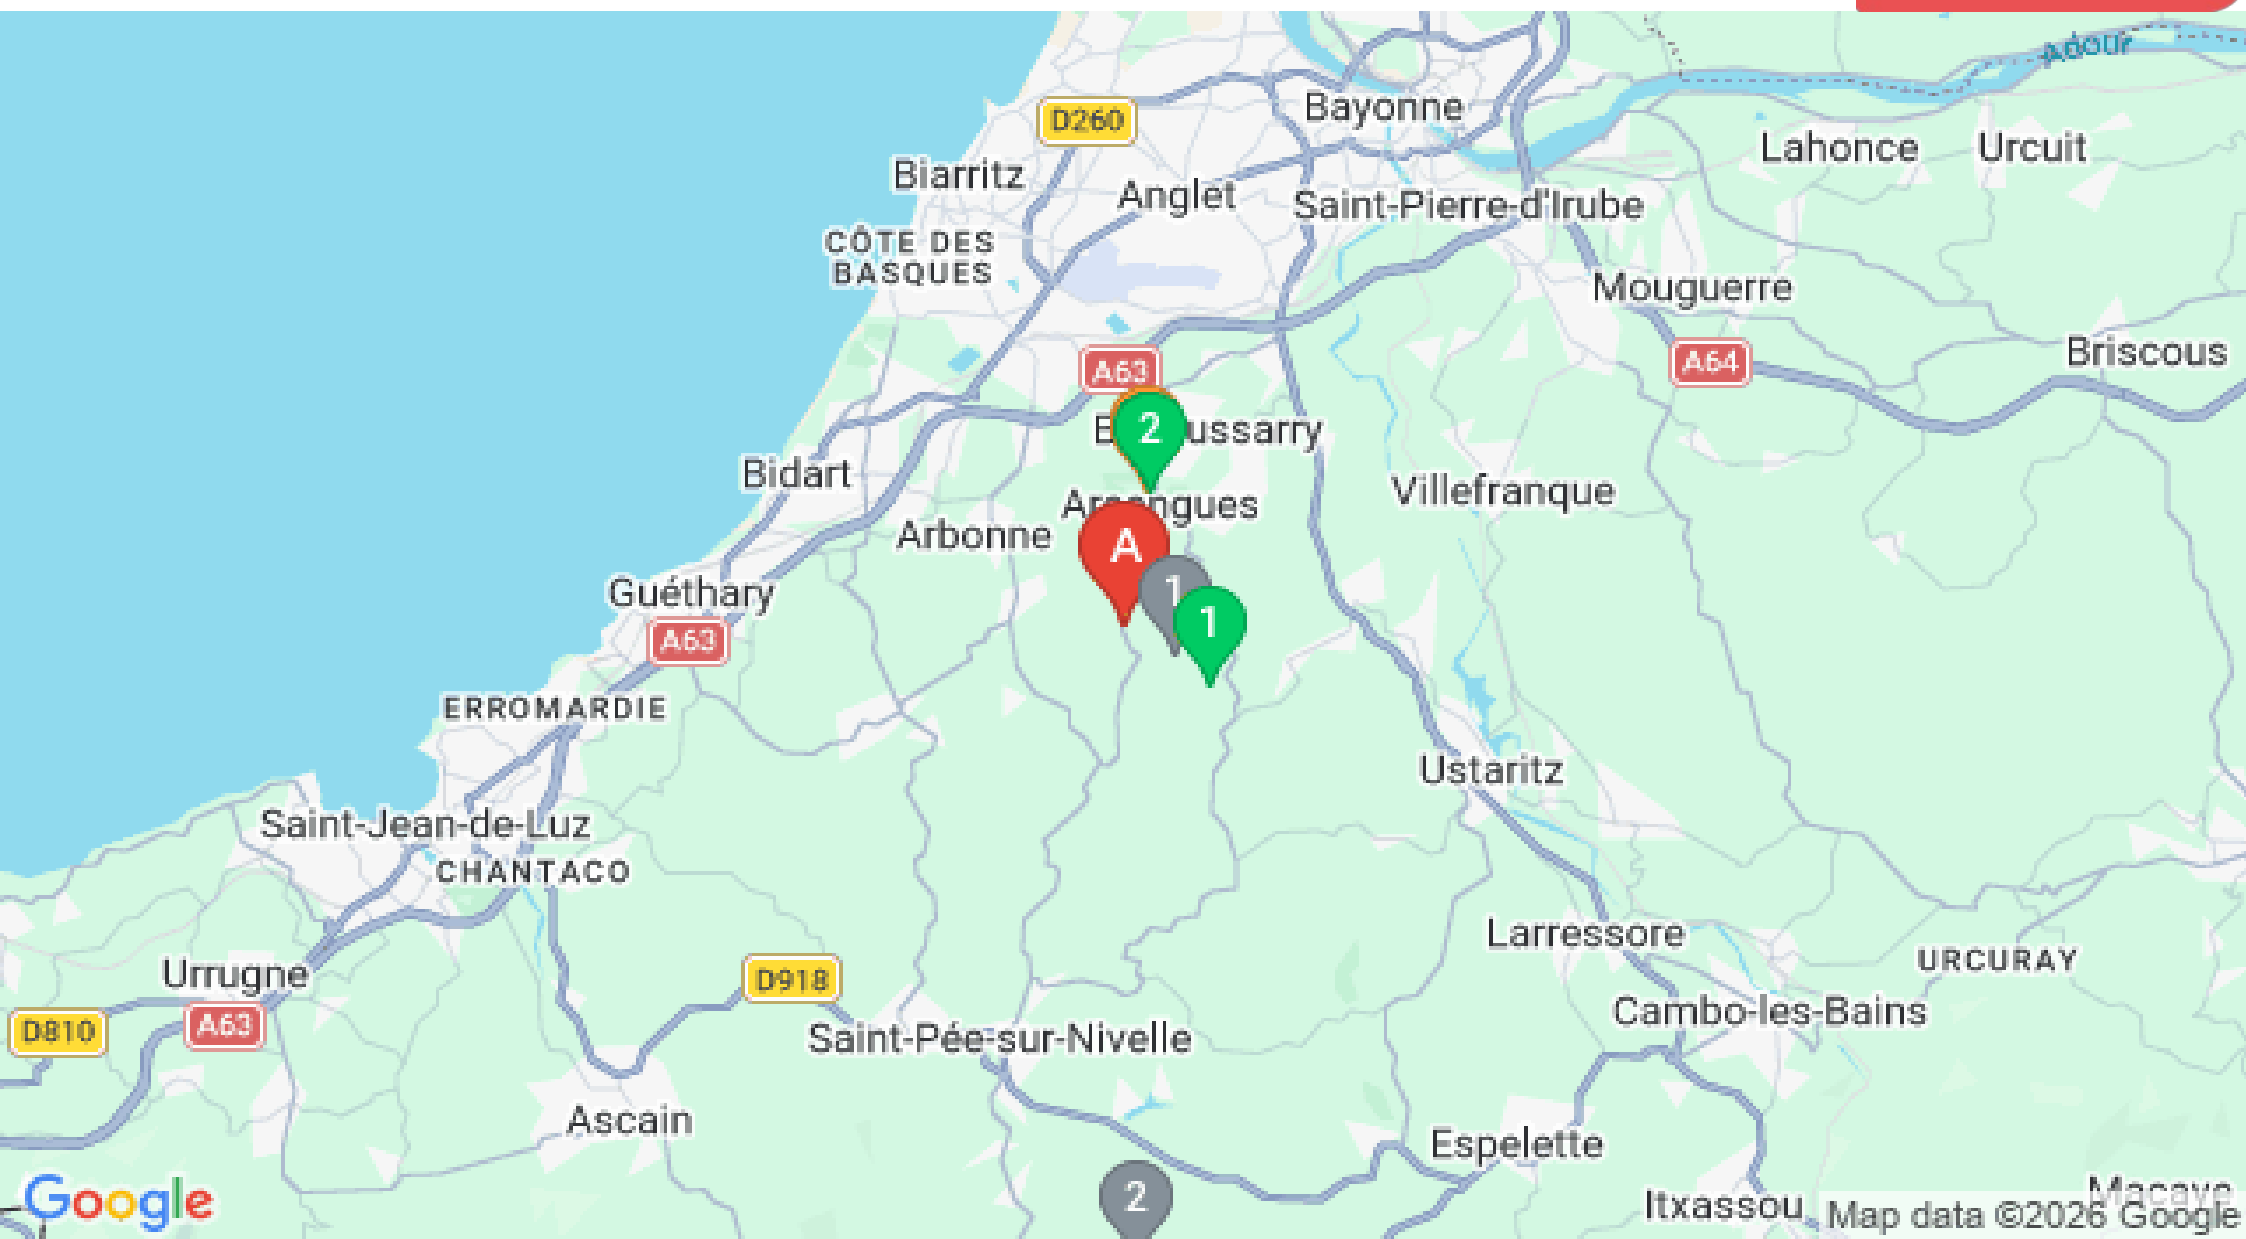 Adour
D260
Bayonne
Lahonce
Urcuit
Biarritz
Anglet
Saint-Pierre-d'Irube
CÔTE DES
BASQUES
Mouguerre
A63
A64
Briscous
2
ussarry
Bidart
Villefranque
Arbonne
A
1
Guéthary
1
A63
ERROMARDIE
Ustaritz
Saint-Jean-de-Luz
CHANTACO
Larressore
URCURAY
Urrugne
D918
A63
D810
Cambo-les-Bains
Saint-Pée-sur-Nivelle
Ascain
Espelette
2
Macaye
Itxassou
Google
Map data ©2026 Google